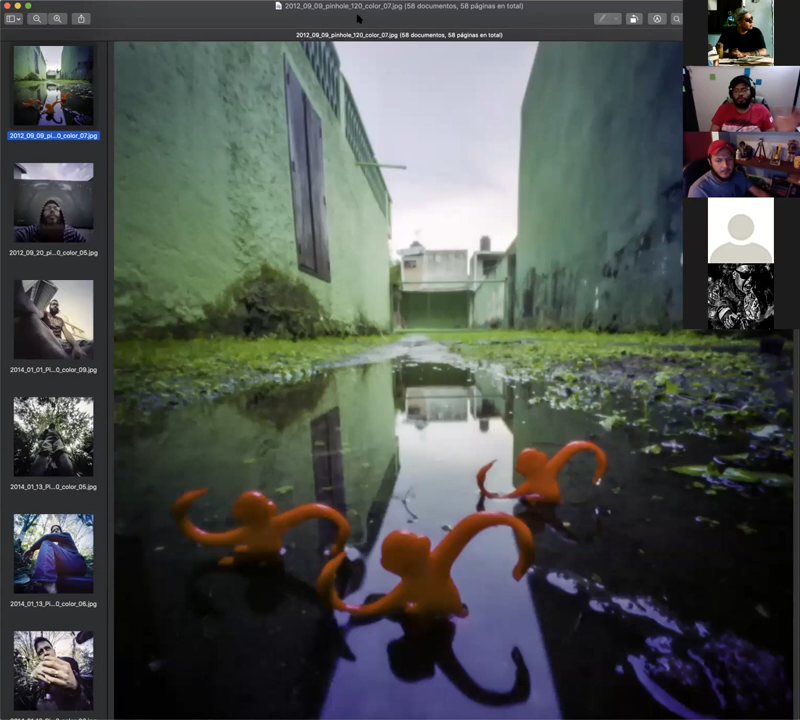 2012_09_09_pinhole_120_color_07.jpg (58 documentos, 58 páginas en total)
2012_09_09_pinhole_120_color_07.jpg (58 documentos, 58 páginas en total)
2012_09_09_pi...0_color_07.jpg
2012_09_20_pi...0_color_05.jpg
2014_01_01_Pi...0_color_09.jpg
2014_01_13_Pi...0_color_05.jpg
2014_01_13_Pi...0_color_06.jpg